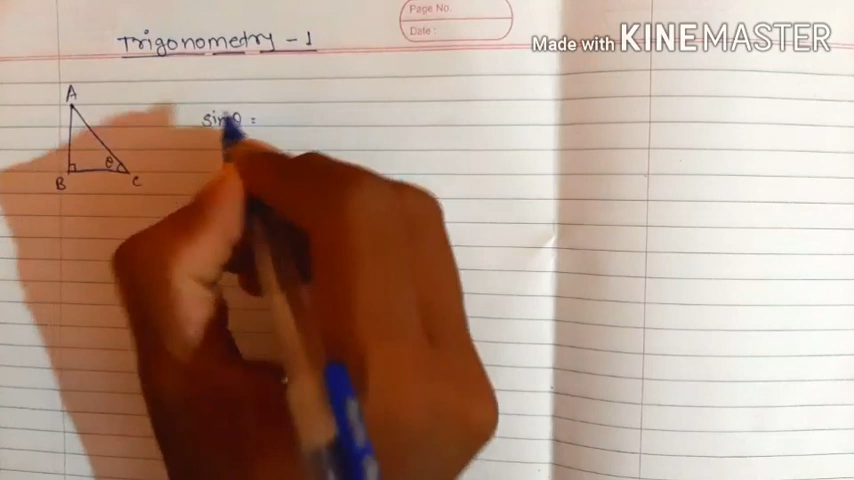 Page No.
Date :
Trigonometry - 1
Made with KINEMASTER
A
sinθ =
θ
B
C